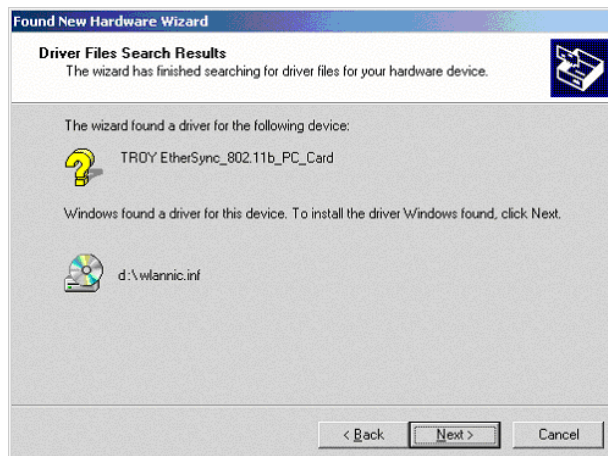 Found New Hardware Wizard
Driver Files Search Results
The wizard has finished searching for driver files for your hardware device.
The wizard found a driver for the following device:
TROY EtherSync_802.11b_PC_Card
Windows found a driver for this device. To install the driver Windows found, click Next.
d:\wlannic.inf
< Back
Next >
Cancel